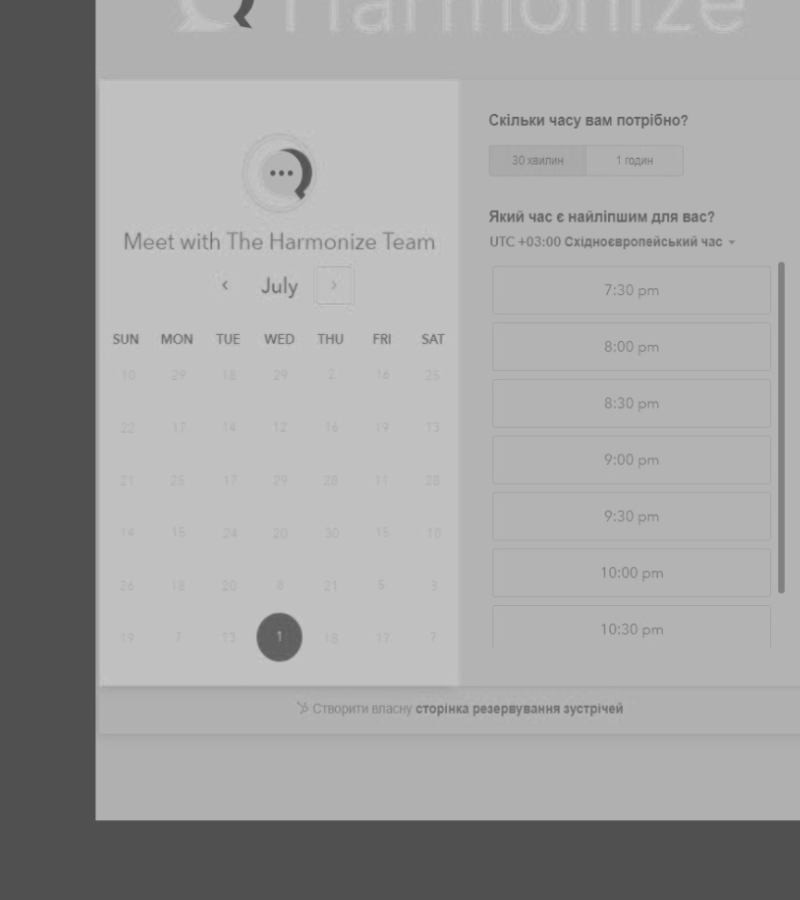 Harmonize
Meet with The Harmonize Team
July
SUN MON TUE WED THU FRI SAT
10 29 18 29 2 16 25
22 17 14 12 16 19 13
21 25 17 29 28 11 28
14 15 24 20 30 15 10
26 18 20 8 21 5 3
19 7 13 1 18 17 7
Скільки часу вам потрібно?
30 хвилин 1 годин
Який час є найліпшим для вас?
UTC +03:00 Східноєвропейський час
7:30 pm
8:00 pm
8:30 pm
9:00 pm
9:30 pm
10:00 pm
10:30 pm
Створити власну сторінка резервування зустрічей